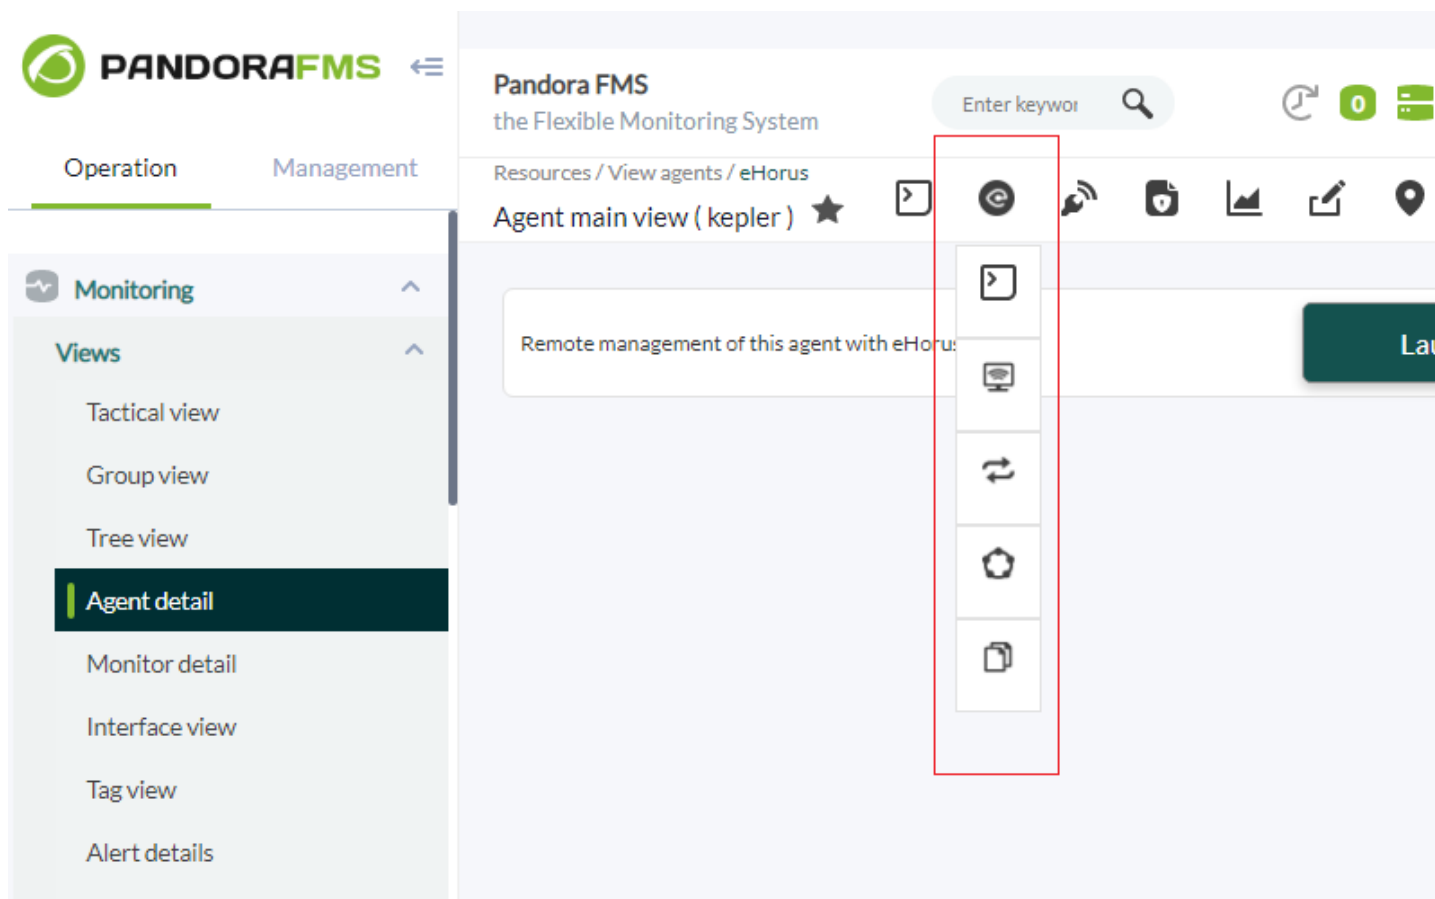 PANDORAFMS
Operation
Management
Monitoring
Views
Tactical view
Group view
Tree view
Agent detail
Monitor detail
Interface view
Tag view
Alert details
Pandora FMS
the Flexible Monitoring System
Enter keywor
0
Resources / View agents / eHorus
Agent main view ( kepler )
Remote management of this agent with eHorus
Lau